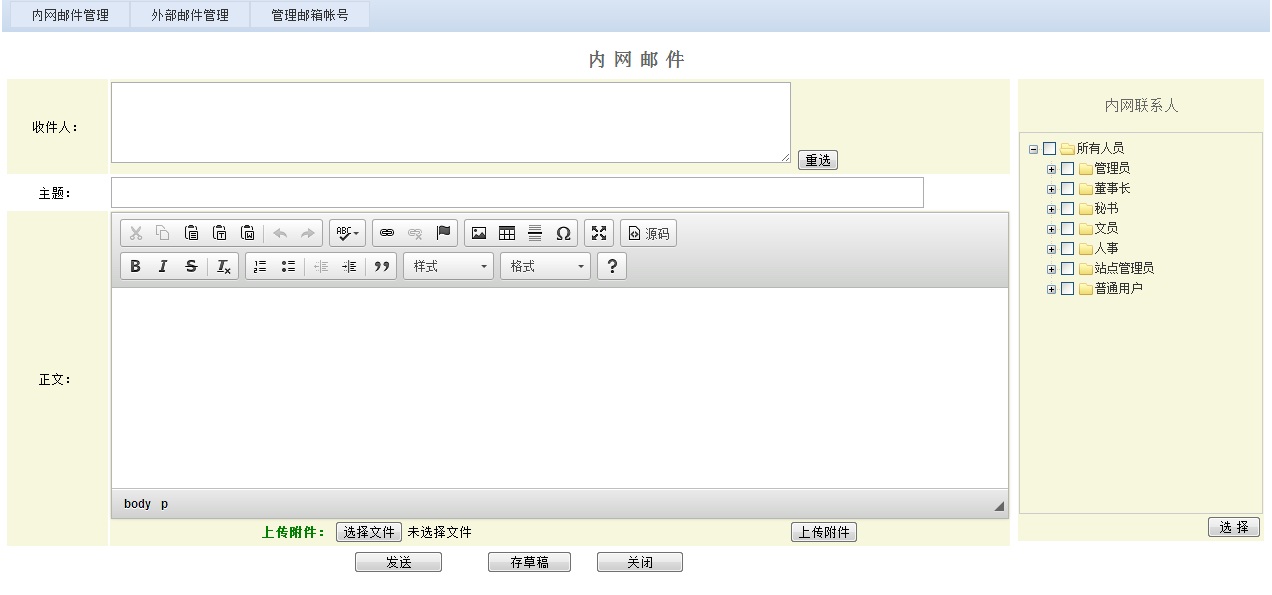 内网邮件管理 外部邮件管理 管理邮箱帐号
内 网 邮 件
收件人：
重选
主题：
ABC
源码
B I S Tx
样式 格式 ?
正文：
body p
上传附件： 选择文件 未选择文件 上传附件
发送 存草稿 关闭
内网联系人
所有人员
管理员
董事长
秘书
文员
人事
站点管理员
普通用户
选 择